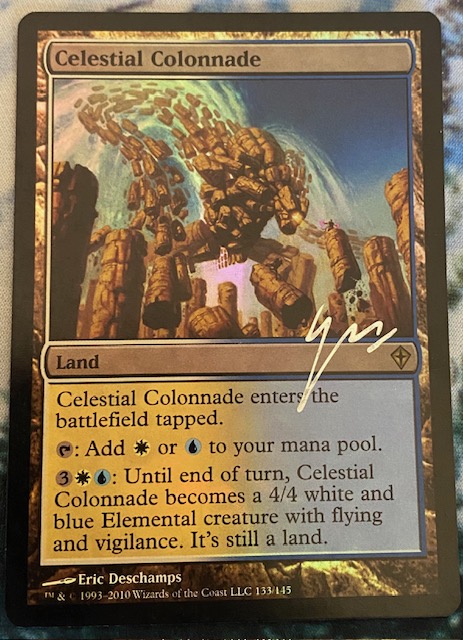 Celestial Colonnade
Land
Celestial Colonnade enters the
battlefield tapped.
: Add or to your mana pool.
3: Until end of turn, Celestial
Colonnade becomes a 4/4 white and
blue Elemental creature with flying
and vigilance. It's still a land.
Eric Deschamps
™ & © 1993-2010 Wizards of the Coast LLC 133/145